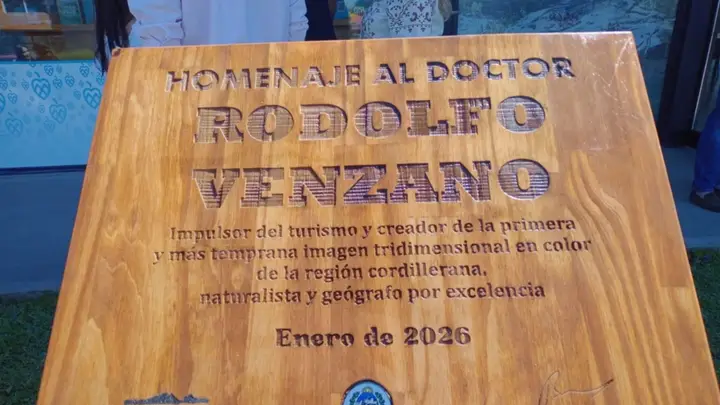 HOMENAJE AL DOCTOR
RODOLFO
VENZANO
Impulsor del turismo y creador de la primera
y más temprana imagen tridimensional en color
de la región cordillerana,
naturalista y geógrafo por excelencia
Enero de 2026